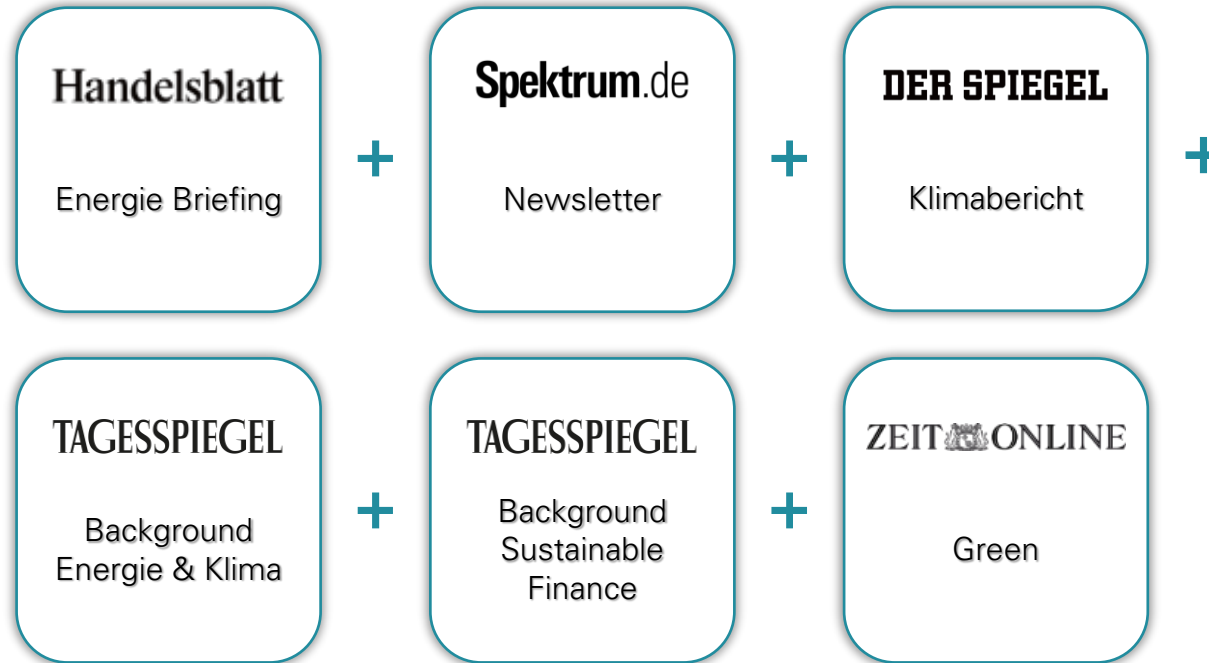 Handelsblatt
Energie Briefing
+
Spektrum.de
Newsletter
+
DER SPIEGEL
Klimabericht
+
TAGESSPIEGEL
Background
Energie & Klima
+
TAGESSPIEGEL
Background
Sustainable
Finance
+
ZEIT ONLINE
Green